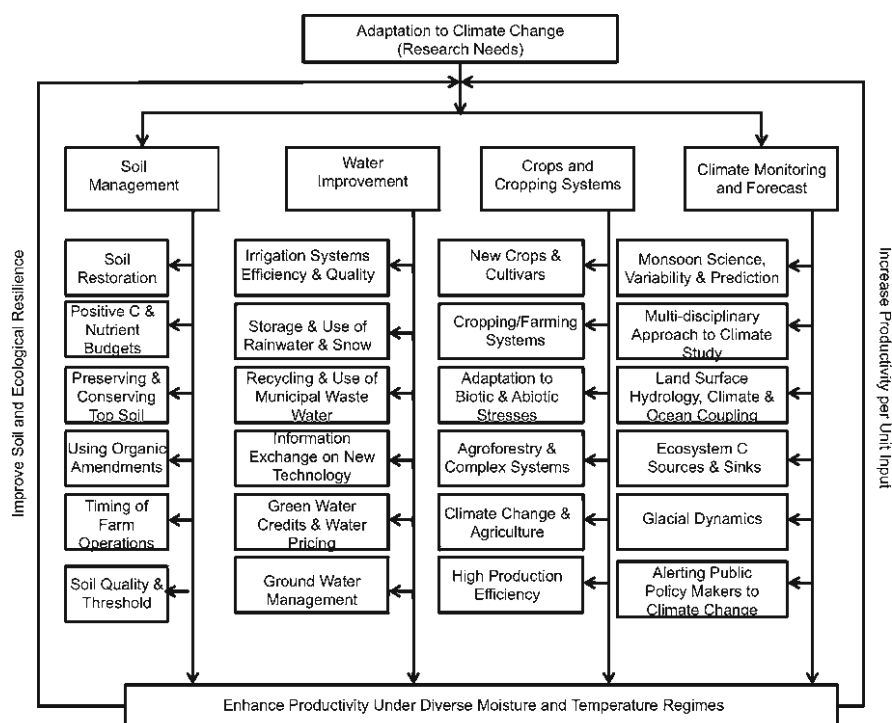 Adaptation to Climate Change
(Research Needs)
Soil
Management
Water
Improvement
Crops and
Cropping Systems
Climate Monitoring
and Forecast
Soil
Restoration
Positive C &
Nutrient
Budgets
Preserving &
Conserving
Top Soil
Using Organic
Amendments
Timing of
Farm
Operations
Soil Quality &
Threshold
Irrigation Systems
Efficiency & Quality
Storage & Use of
Rainwater & Snow
Recycling & Use of
Municipal Waste
Water
Information
Exchange on New
Technology
Green Water
Credits & Water
Pricing
Ground Water
Management
New Crops &
Cultivars
Cropping/Farming
Systems
Adaptation to
Biotic & Abiotic
Stresses
Agroforestry &
Complex Systems
Climate Change &
Agriculture
High Production
Efficiency
Monsoon Science,
Variability & Prediction
Multi-disciplinary
Approach to Climate
Study
Land Surface
Hydrology, Climate &
Ocean Coupling
Ecosystem C
Sources & Sinks
Glacial Dynamics
Alerting Public
Policy Makers to
Climate Change
Improve Soil and Ecological Resilience
Increase Productivity per Unit Input
Enhance Productivity Under Diverse Moisture and Temperature Regimes